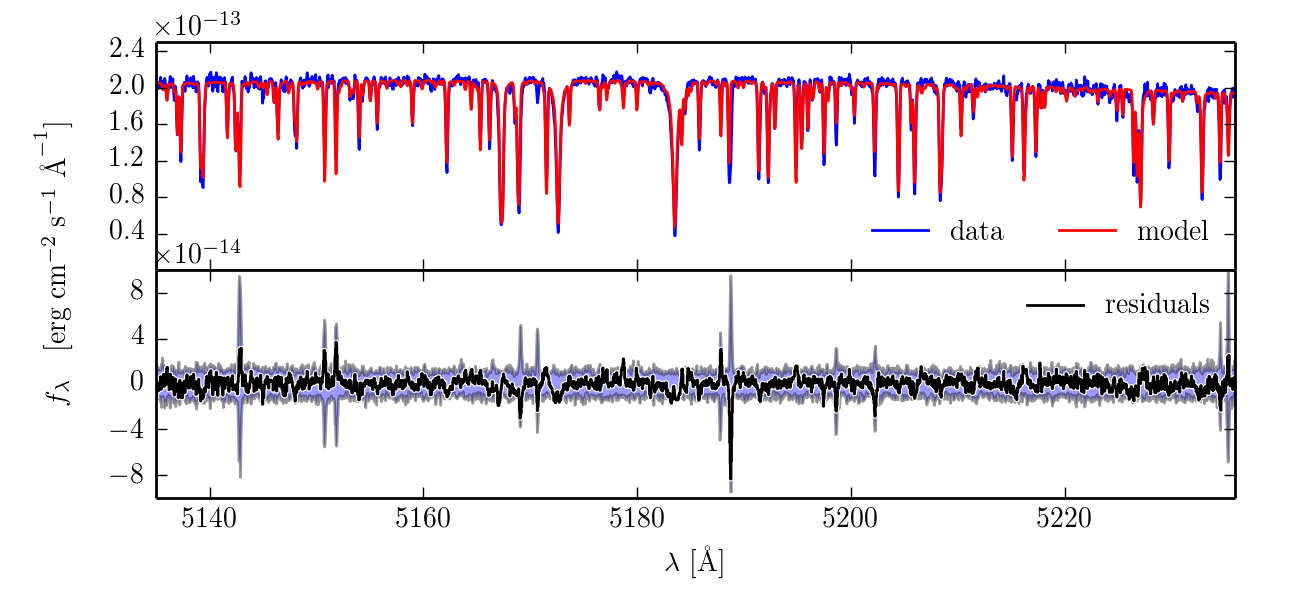 ×10⁻¹³
2.4
2.0
1.6
1.2
0.8
0.4
data model
×10⁻¹⁴
8
4
0
−4
−8
residuals
fλ [erg cm⁻² s⁻¹ Å⁻¹]
5140 5160 5180 5200 5220
λ [Å]